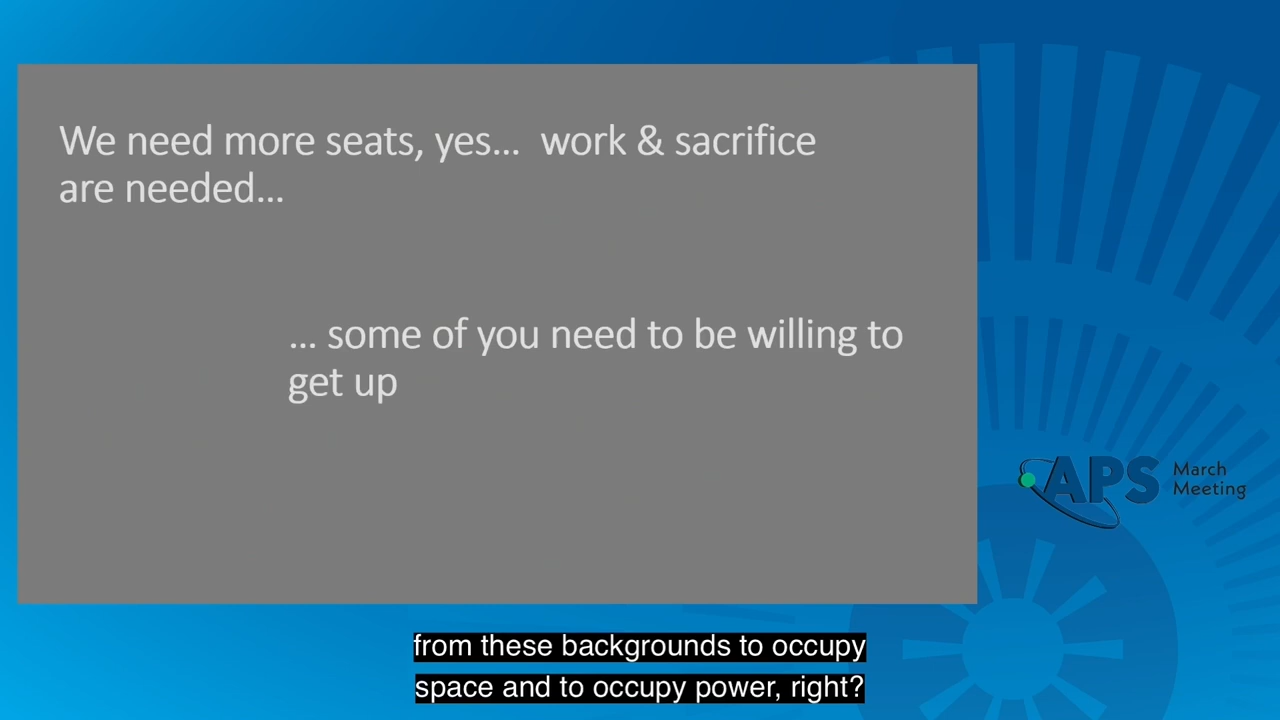 We need more seats, yes... work & sacrifice
are needed...
... some of you need to be willing to
get up
APS March
Meeting
from these backgrounds to occupy
space and to occupy power, right?